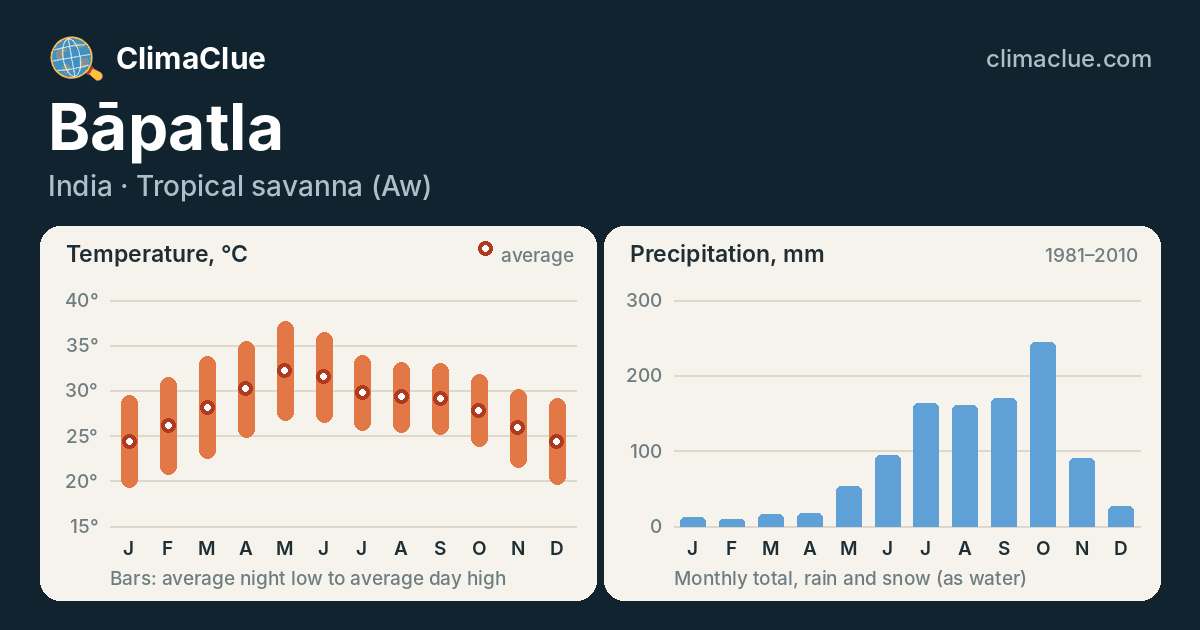 ClimaClue
climaclue.com
Bāpatla
India · Tropical savanna (Aw)
Temperature, °C
average
40°
35°
30°
25°
20°
15°
J F M A M J J A S O N D
Bars: average night low to average day high
Precipitation, mm
1981–2010
300
200
100
0
J F M A M J J A S O N D
Monthly total, rain and snow (as water)